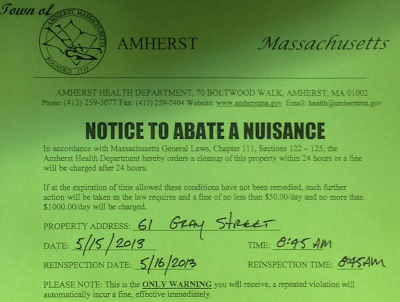 Town of
AMHERST MASSACHUSETTS
AMHERST Massachusetts
AMHERST HEALTH DEPARTMENT, 70 BOLTWOOD WALK, AMHERST, MA 01002
Phone: (413) 259-3077 Fax: (413) 259-2404 Website: www.amherstma.gov Email: health@amherstma.gov
NOTICE TO ABATE A NUISANCE
In accordance with Massachusetts General Laws, Chapter 111, Sections 122 – 125, the
Amherst Health Department hereby orders a cleanup of this property within 24 hours or a fine
will be charged after 24 hours.
If at the expiration of time allowed these conditions have not been remedied, such further
action will be taken as the law requires and a fine of no less than $50.00/day and no more than
$1000.00/day will be charged.
PROPERTY ADDRESS: 61 GRAY STREET
DATE: 5/15/2013 TIME: 8:45 AM
REINSPECTION DATE: 5/16/2013 REINSPECTION TIME: 8:45AM
PLEASE NOTE: This is the ONLY WARNING you will receive, a repeated violation will
automatically incur a fine, effective immediately.